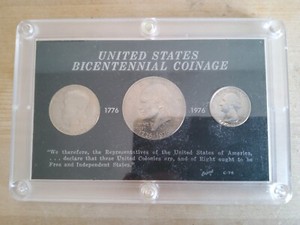 UNITED STATES
BICENTENNIAL COINAGE
1776
1976
"We therefore, the Representatives of the United States of America,
. . . declare that these United Colonies are, and of Right ought to be
Free and Independent States."